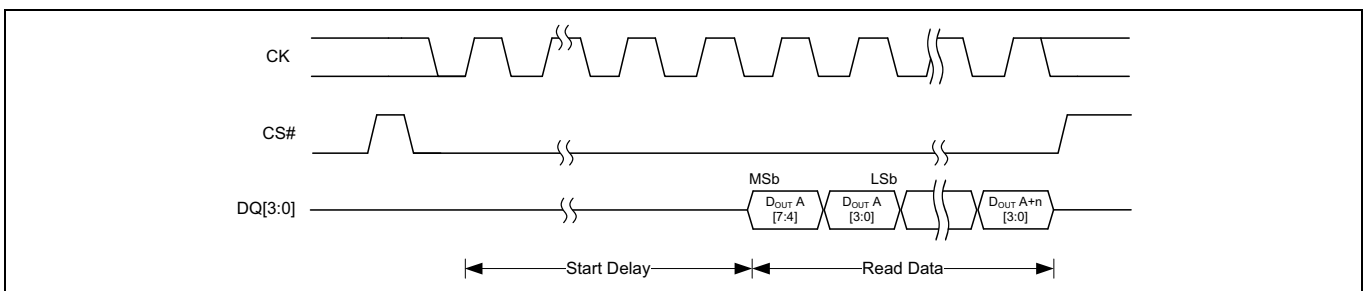 CK
CS#
MSb LSb
DQ[3:0]
DOUT A DOUT A DOUT A+n
[7:4] [3:0] [3:0]
Start Delay Read Data